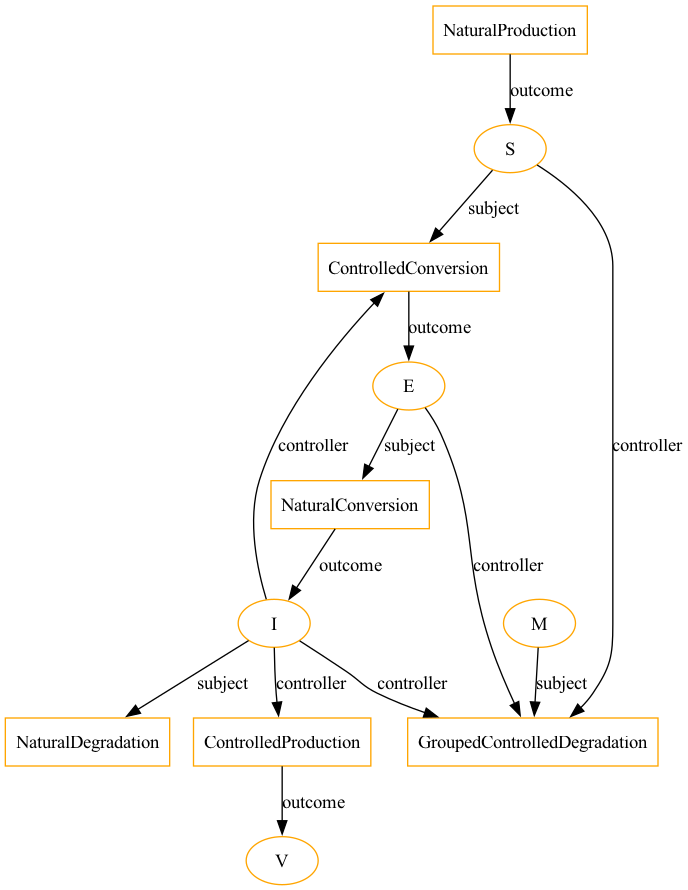 NaturalProduction
outcome
S
subject
ControlledConversion
outcome
E
controller
subject
controller
NaturalConversion
outcome
controller
I
M
subject
controller
controller
subject
NaturalDegradation
ControlledProduction
GroupedControlledDegradation
outcome
V